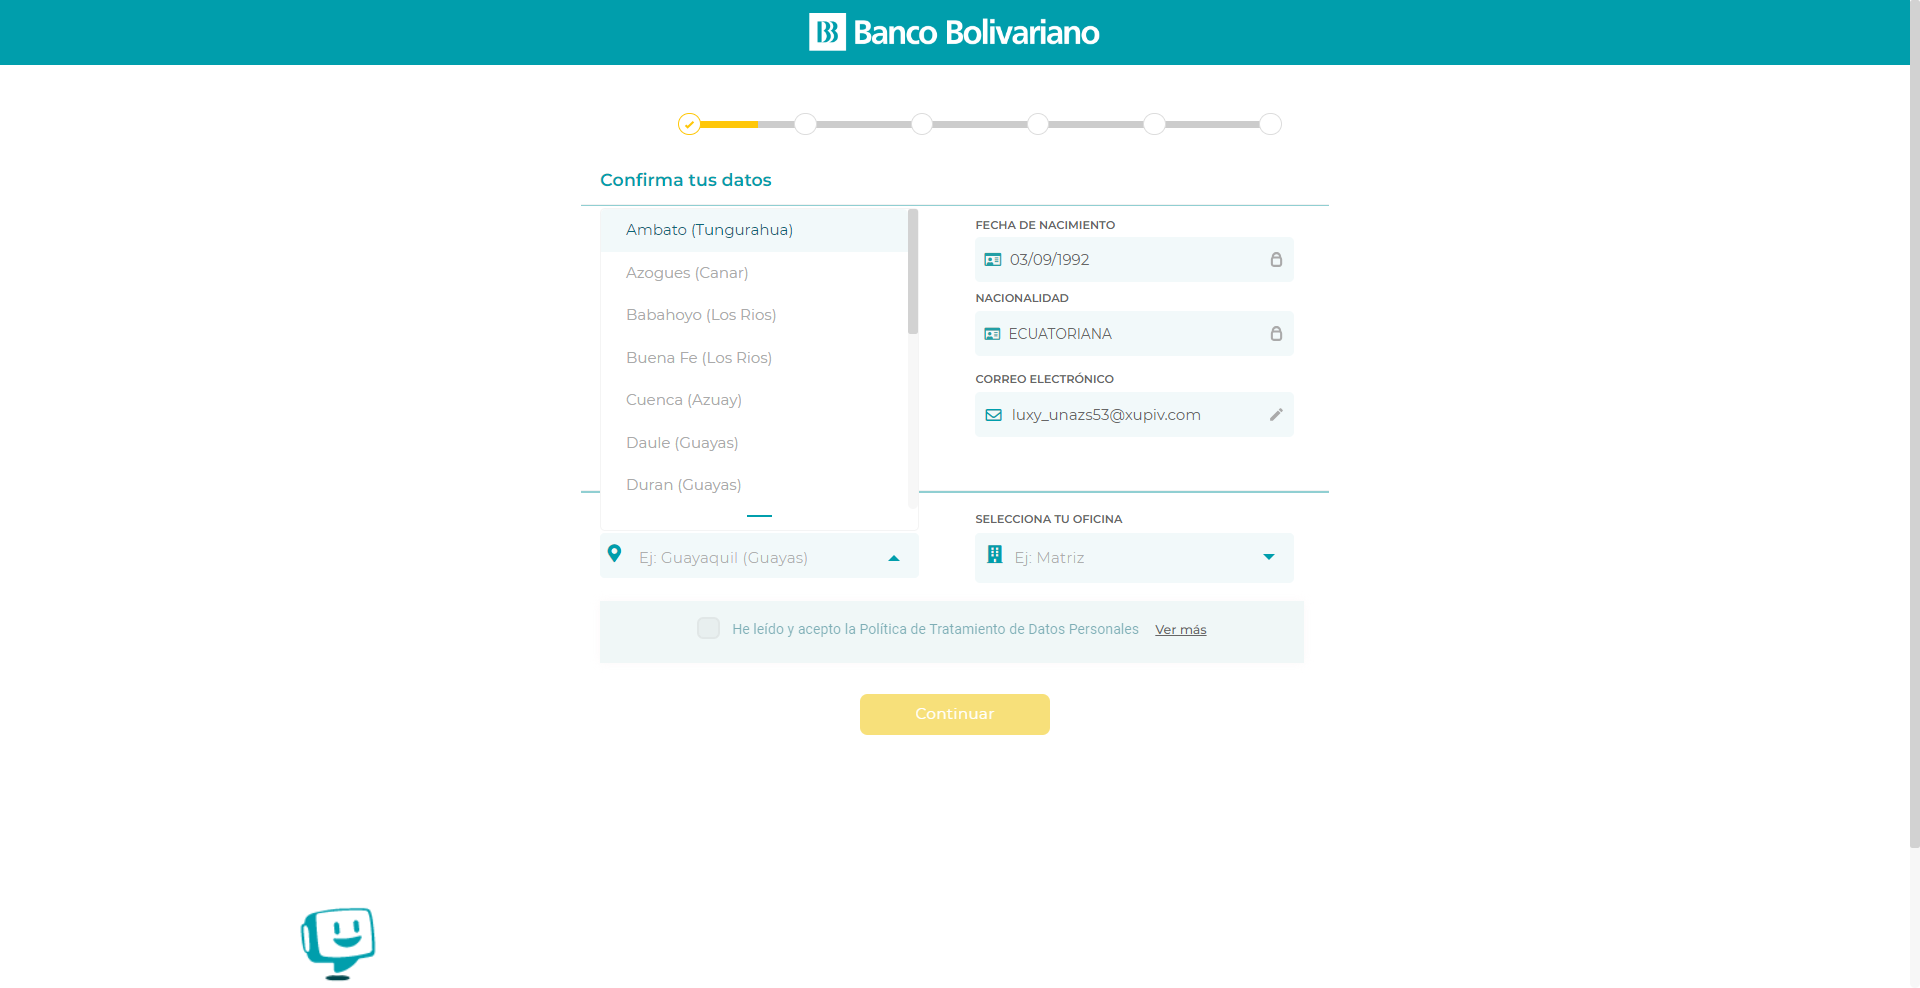 Banco Bolivariano
Confirma tus datos
Ambato (Tungurahua)
Azogues (Canar)
Babahoyo (Los Rios)
Buena Fe (Los Rios)
Cuenca (Azuay)
Daule (Guayas)
Duran (Guayas)
Ej: Guayaquil (Guayas)
FECHA DE NACIMIENTO
03/09/1992
NACIONALIDAD
ECUATORIANA
CORREO ELECTRÓNICO
luxy_unazs53@xupiv.com
SELECCIONA TU OFICINA
Ej: Matriz
He leído y acepto la Política de Tratamiento de Datos Personales Ver más
Continuar